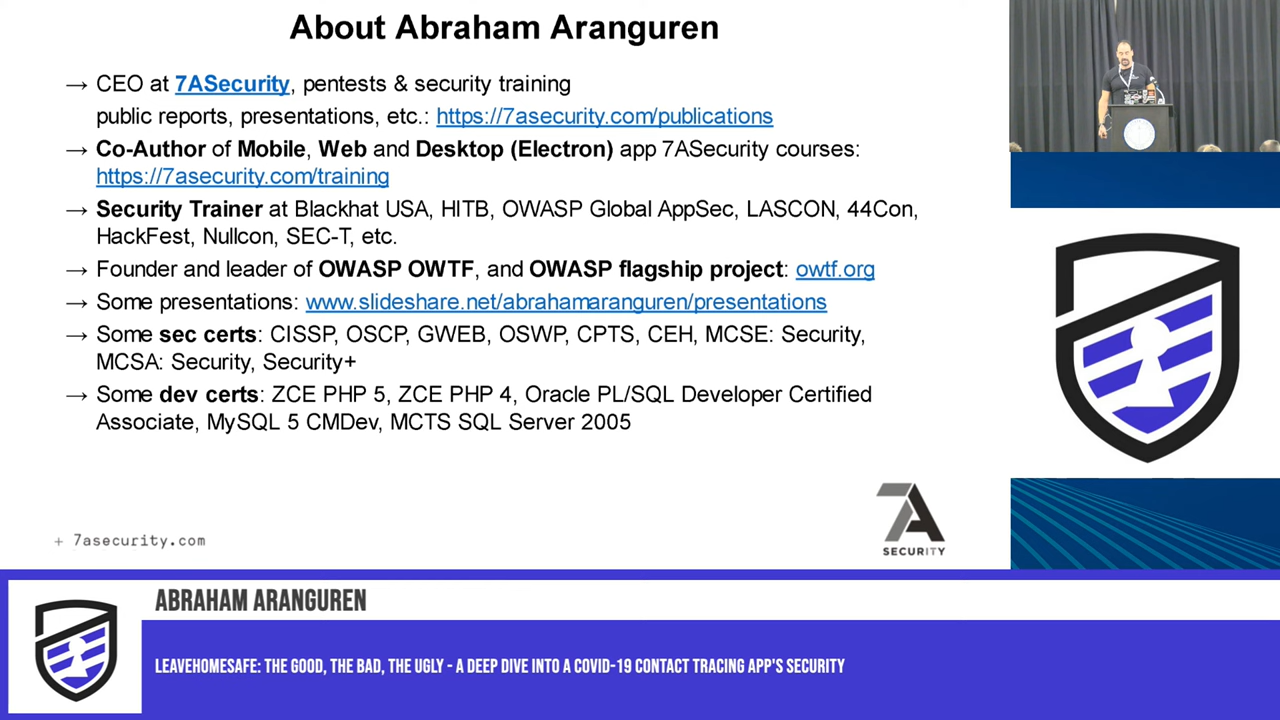 About Abraham Aranguren
→ CEO at 7ASecurity, pentests & security training
public reports, presentations, etc.: https://7asecurity.com/publications
→ Co-Author of Mobile, Web and Desktop (Electron) app 7ASecurity courses:
https://7asecurity.com/training
→ Security Trainer at Blackhat USA, HITB, OWASP Global AppSec, LASCON, 44Con,
HackFest, Nullcon, SEC-T, etc.
→ Founder and leader of OWASP OWTF, and OWASP flagship project: owtf.org
→ Some presentations: www.slideshare.net/abrahamaranguren/presentations
→ Some sec certs: CISSP, OSCP, GWEB, OSWP, CPTS, CEH, MCSE: Security,
MCSA: Security, Security+
→ Some dev certs: ZCE PHP 5, ZCE PHP 4, Oracle PL/SQL Developer Certified
Associate, MySQL 5 CMDev, MCTS SQL Server 2005
+ 7asecurity.com
7A
SECURITY
ABRAHAM ARANGUREN
LEAVEHOMESAFE: THE GOOD, THE BAD, THE UGLY - A DEEP DIVE INTO A COVID-19 CONTACT TRACING APP'S SECURITY